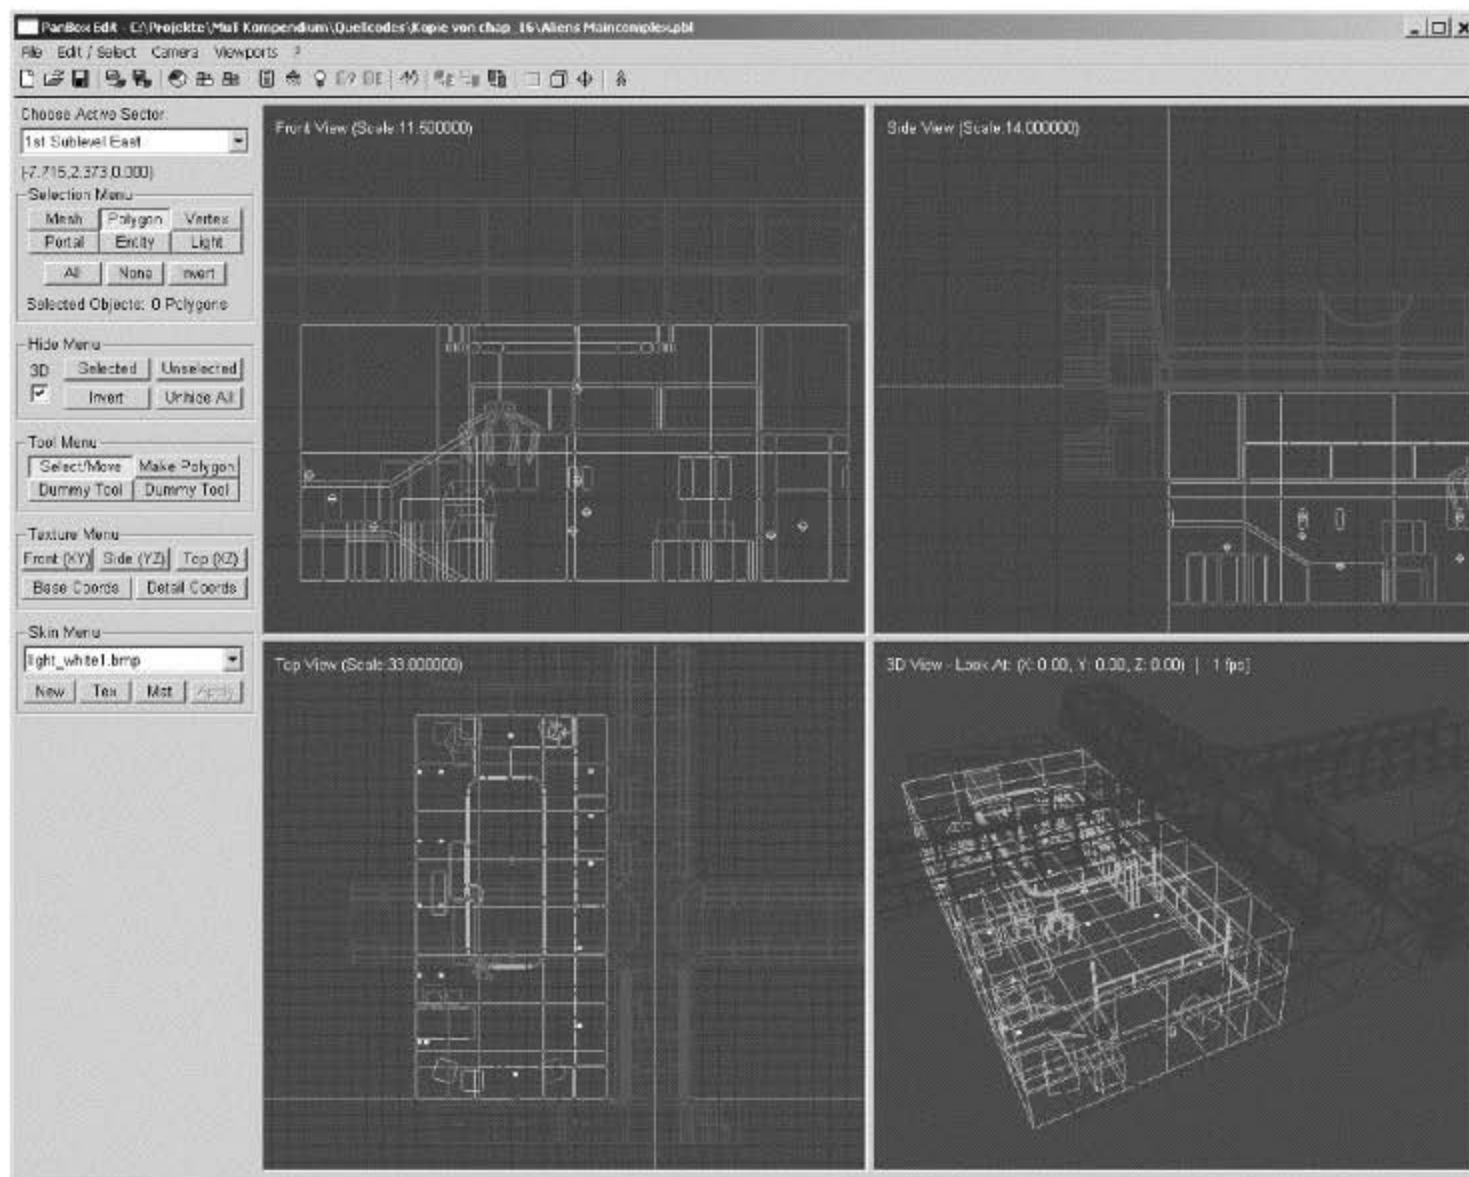 PanBox Edit - E:\Projekte\Mut1 Kompendium\Quellcodes\Kopie von chap_16\Aliens Maincomplex.pbl
File Edit / Select Camera Viewports ?
Choose Active Sector
1st Sublevel East
(-7.715,2.373,0.000)
Selection Menu
Mesh Polygon Vertex
Portal Entity Light
All None Invert
Selected Objects: 0 Polygons
Hide Menu
3D Selected Unselected
Invert Unhide All
Tool Menu
Select/Move Make Polygon
Dummy Tool Dummy Tool
Texture Menu
Front (XY) Side (YZ) Top (XZ)
Base Coords Detail Coords
Skin Menu
light_white1.bmp
New Tex Mat Apply
Front View (Scale:11.500000)
Side View (Scale:14.000000)
Top View (Scale:33.000000)
3D View - Look At: (X: 0.00, Y: 0.00, Z: 0.00) | 1 fps]